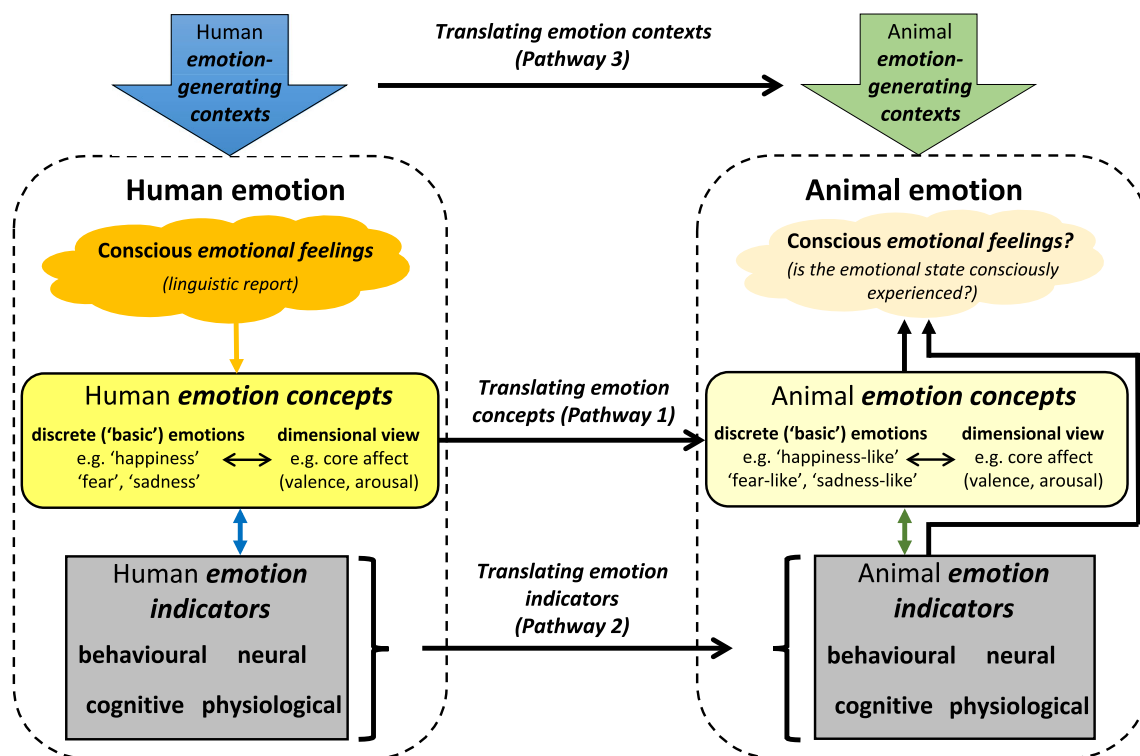 Human
emotion-
generating
contexts
Translating emotion contexts
(Pathway 3)
Animal
emotion-
generating
contexts
Human emotion
Conscious emotional feelings
(linguistic report)
Human emotion concepts
discrete (‘basic’) emotions
e.g. ‘happiness’
‘fear’, ‘sadness’
dimensional view
e.g. core affect
(valence, arousal)
Human emotion
indicators
behavioural neural
cognitive physiological
Translating emotion
concepts (Pathway 1)
Translating emotion
indicators
(Pathway 2)
Animal emotion
Conscious emotional feelings?
(is the emotional state consciously
experienced?)
Animal emotion concepts
discrete (‘basic’) emotions
e.g. ‘happiness-like’
‘fear-like’, ‘sadness-like’
dimensional view
e.g. core affect
(valence, arousal)
Animal emotion
indicators
behavioural neural
cognitive physiological